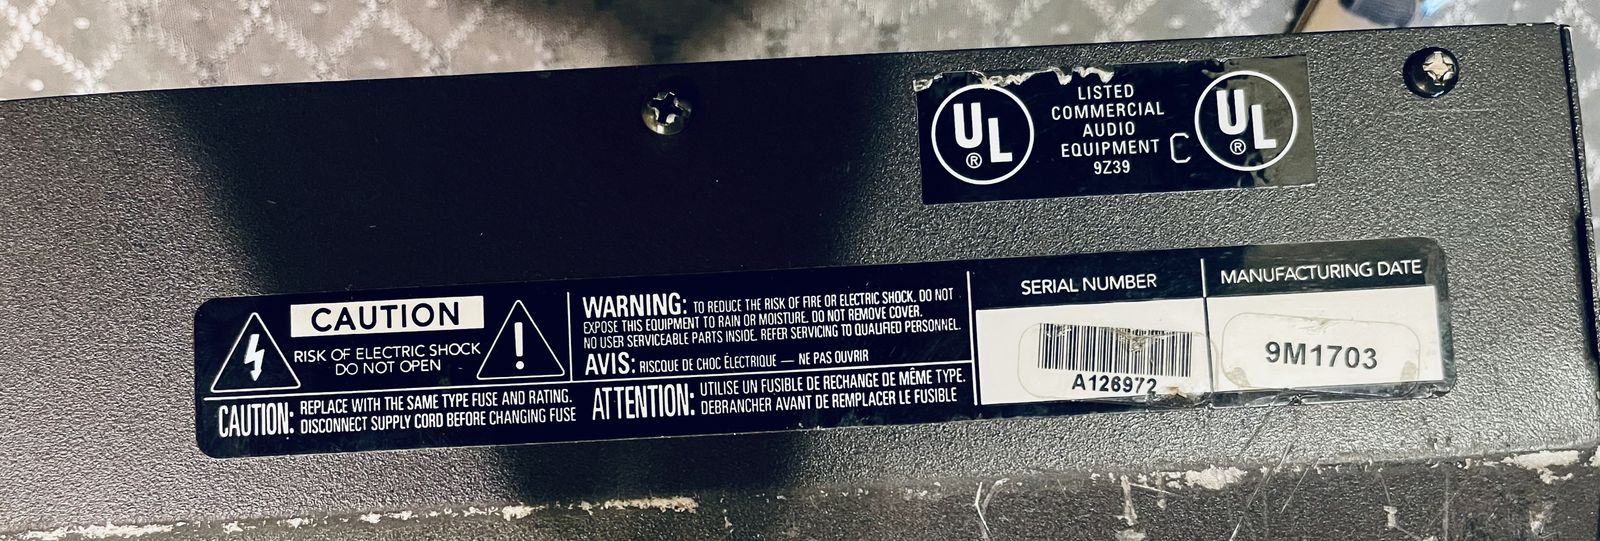 UL
®
LISTED
COMMERCIAL
AUDIO
EQUIPMENT
9Z39
C
UL
®
CAUTION
RISK OF ELECTRIC SHOCK
DO NOT OPEN
!
CAUTION: REPLACE WITH THE SAME TYPE FUSE AND RATING.
DISCONNECT SUPPLY CORD BEFORE CHANGING FUSE
WARNING: TO REDUCE THE RISK OF FIRE OR ELECTRIC SHOCK. DO NOT
EXPOSE THIS EQUIPMENT TO RAIN OR MOISTURE. DO NOT REMOVE COVER.
NO USER SERVICEABLE PARTS INSIDE. REFER SERVICING TO QUALIFIED PERSONNEL.
AVIS: RISCQUE DE CHOC ÉLECTRIQUE — NE PAS OUVRIR
ATTENTION: UTILISE UN FUSIBLE DE RECHANGE DE MÊME TYPE.
DEBRANCHER AVANT DE REMPLACER LE FUSIBLE
SERIAL NUMBER
A126972
MANUFACTURING DATE
9M1703